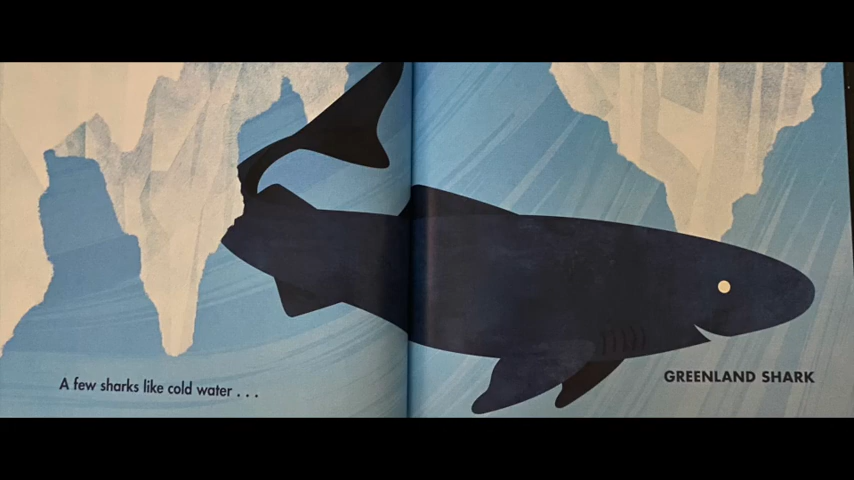 A few sharks like cold water . . .
GREENLAND SHARK